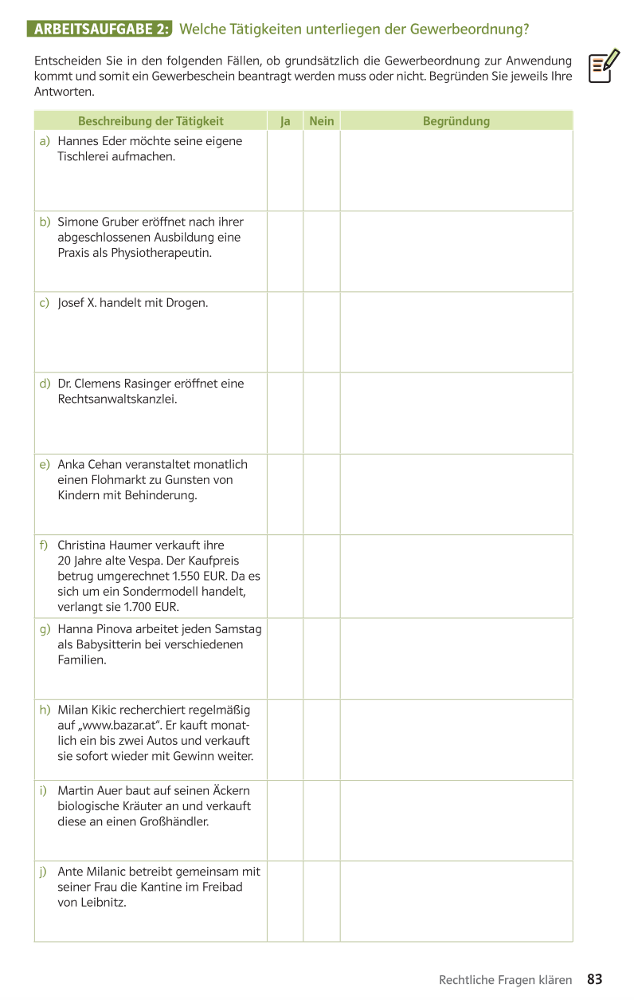 ARBEITSAUFGABE 2: Welche Tätigkeiten unterliegen der Gewerbeordnung?
Entscheiden Sie in den folgenden Fällen, ob grundsätzlich die Gewerbeordnung zur Anwendung
kommt und somit ein Gewerbeschein beantragt werden muss oder nicht. Begründen Sie jeweils Ihre
Antworten.
Beschreibung der Tätigkeit Ja Nein Begründung
a) Hannes Eder möchte seine eigene
Tischlerei aufmachen.
b) Simone Gruber eröffnet nach ihrer
abgeschlossenen Ausbildung eine
Praxis als Physiotherapeutin.
c) Josef X. handelt mit Drogen.
d) Dr. Clemens Rasinger eröffnet eine
Rechtsanwaltskanzlei.
e) Anka Cehan veranstaltet monatlich
einen Flohmarkt zu Gunsten von
Kindern mit Behinderung.
f) Christina Haumer verkauft ihre
20 Jahre alte Vespa. Der Kaufpreis
betrug umgerechnet 1.550 EUR. Da es
sich um ein Sondermodell handelt,
verlangt sie 1.700 EUR.
g) Hanna Pinova arbeitet jeden Samstag
als Babysitterin bei verschiedenen
Familien.
h) Milan Kikic recherchiert regelmäßig
auf „www.bazar.at“. Er kauft monat-
lich ein bis zwei Autos und verkauft
sie sofort wieder mit Gewinn weiter.
i) Martin Auer baut auf seinen Äckern
biologische Kräuter an und verkauft
diese an einen Großhändler.
j) Ante Milanic betreibt gemeinsam mit
seiner Frau die Kantine im Freibad
von Leibnitz.
Rechtliche Fragen klären 83